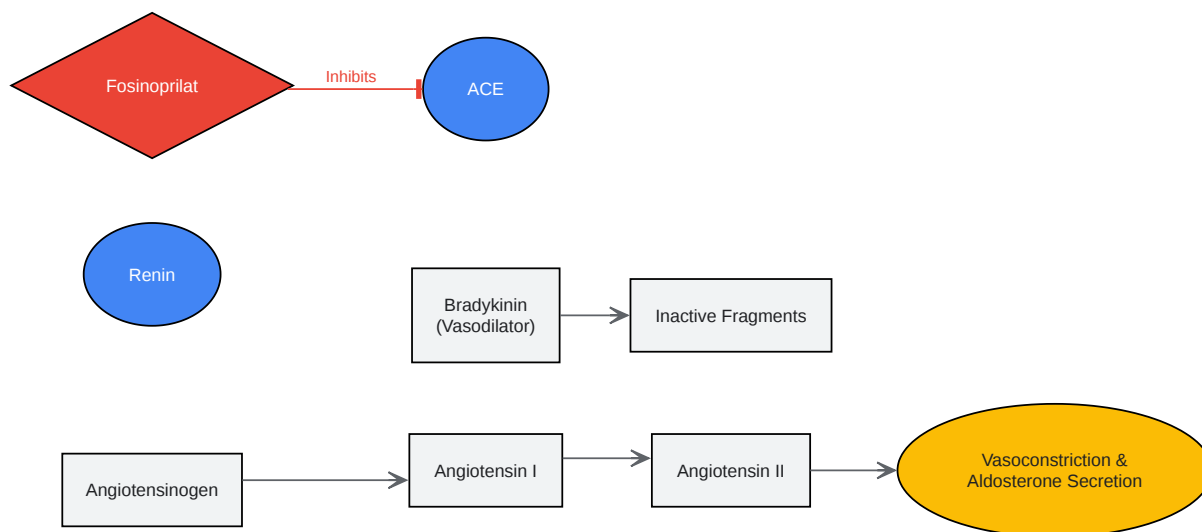 Fosinoprilat
Inhibits
ACE
Renin
Bradykinin
(Vasodilator)
Inactive Fragments
Angiotensinogen
Angiotensin I
Angiotensin II
Vasoconstriction &
Aldosterone Secretion